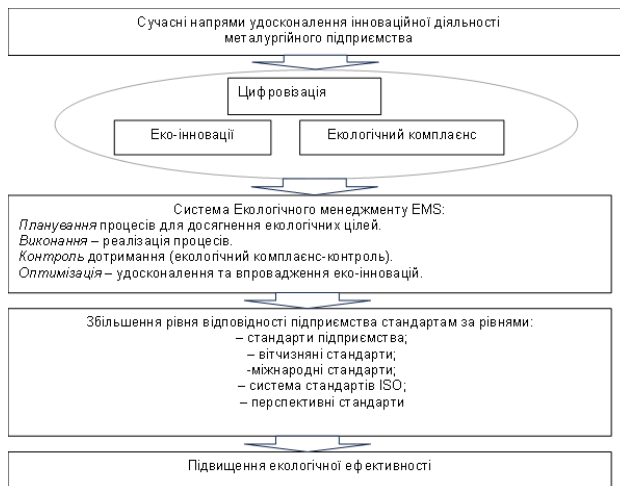 Сучасні напрями удосконалення інноваційної діяльності
металургійного підприємства
Цифровізація
Еко-інновації
Екологічний комплаєнс
Система Екологічного менеджменту EMS:
Планування процесів для досягнення екологічних цілей.
Виконання – реалізація процесів.
Контроль дотримання (екологічний комплаєнс-контроль).
Оптимізація – удосконалення та впровадження еко-інновацій.
Збільшення рівня відповідності підприємства стандартам за рівнями:
– стандарти підприємства;
– вітчизняні стандарти;
-міжнародні стандарти;
– система стандартів ISO;
– перспективні стандарти
Підвищення екологічної ефективності